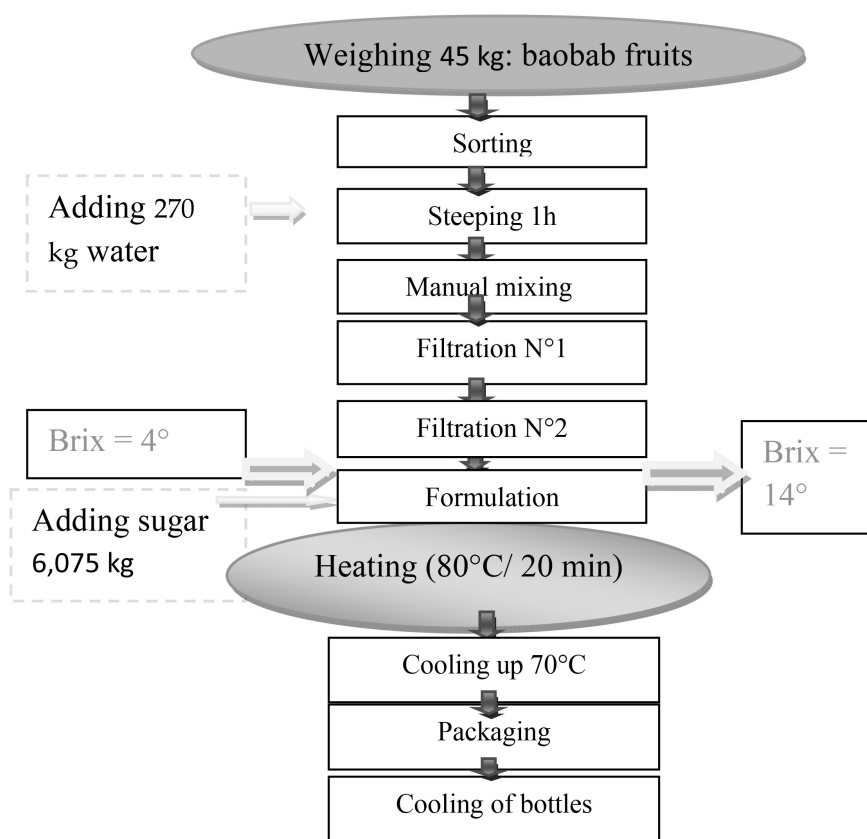 Weighing 45 kg: baobab fruits
Sorting
Adding 270
kg water
Steeping 1h
Manual mixing
Filtration N°1
Filtration N°2
Brix = 4°
Formulation
Brix =
14°
Adding sugar
6,075 kg
Heating (80°C/ 20 min)
Cooling up 70°C
Packaging
Cooling of bottles